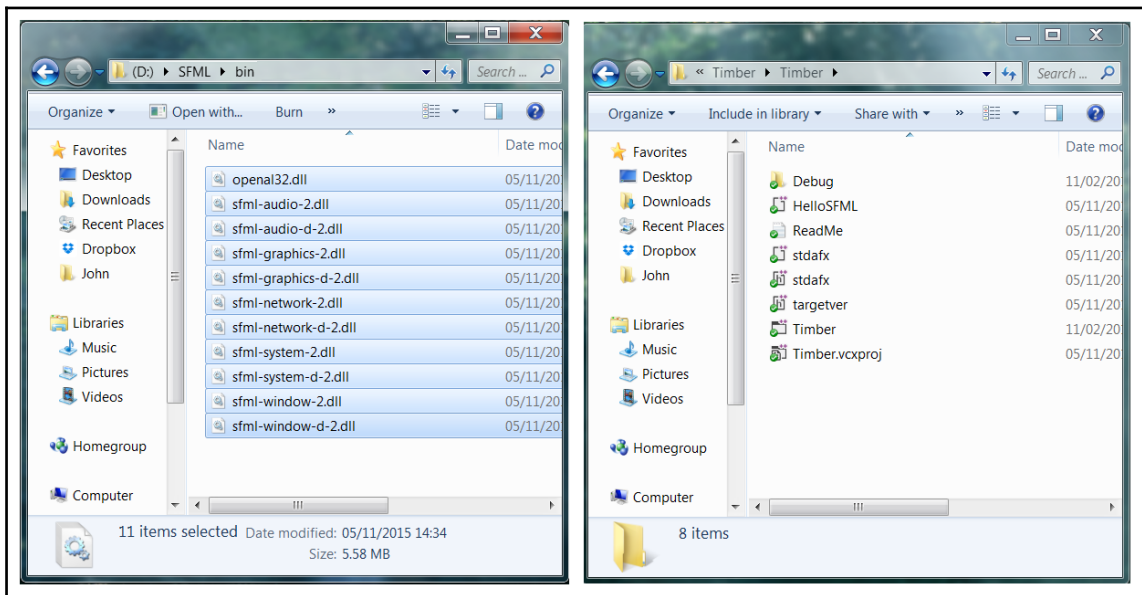 (D:) SFML bin
Search ...
Organize Open with... Burn »
Favorites
Desktop
Downloads
Recent Places
Dropbox
John
Libraries
Music
Pictures
Videos
Homegroup
Computer
Name Date mod
openal32.dll 05/11/20
sfml-audio-2.dll 05/11/20
sfml-audio-d-2.dll 05/11/20
sfml-graphics-2.dll 05/11/20
sfml-graphics-d-2.dll 05/11/20
sfml-network-2.dll 05/11/20
sfml-network-d-2.dll 05/11/20
sfml-system-2.dll 05/11/20
sfml-system-d-2.dll 05/11/20
sfml-window-2.dll 05/11/20
sfml-window-d-2.dll 05/11/20
11 items selected Date modified: 05/11/2015 14:34
Size: 5.58 MB
« Timber Timber
Search ...
Organize Include in library Share with »
Favorites
Desktop
Downloads
Recent Places
Dropbox
John
Libraries
Music
Pictures
Videos
Homegroup
Computer
Name Date mod
Debug 11/02/20
HelloSFML 05/11/20
ReadMe 05/11/20
stdafx 05/11/20
stdafx 05/11/20
targetver 05/11/20
Timber 11/02/20
Timber.vcxproj 05/11/20
8 items